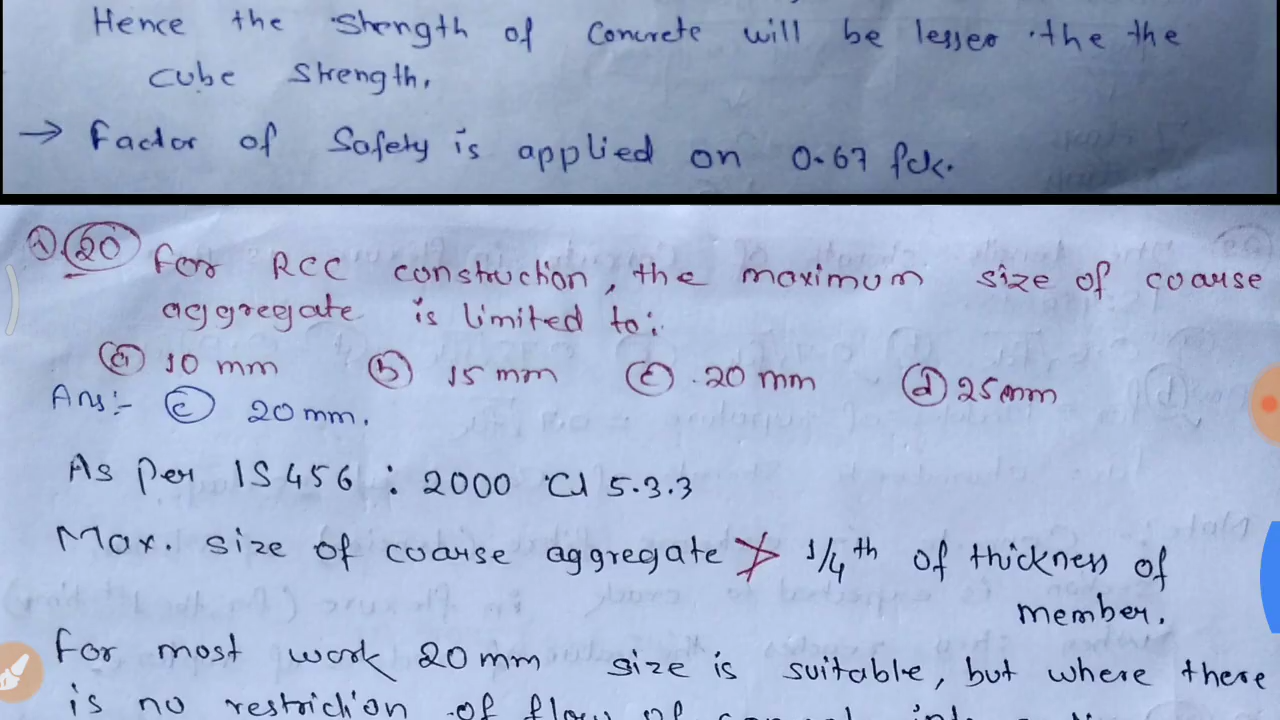 Hence the Strength of Concrete will be lesser the the
cube Strength.
→ Factor of Safety is applied on 0.67 fck.
20 For RCC construction, the maximum size of coarse
aggregate is limited to:
(a) 10 mm (b) 15 mm (c) 20 mm (d) 25mm
Ans:- (c) 20 mm.
As Per IS 456 : 2000 Cl 5.3.3
Max. size of coarse aggregate ≯ 1/4th of thickness of
member.
For most work 20 mm size is suitable, but where there
is no restriction of flow of